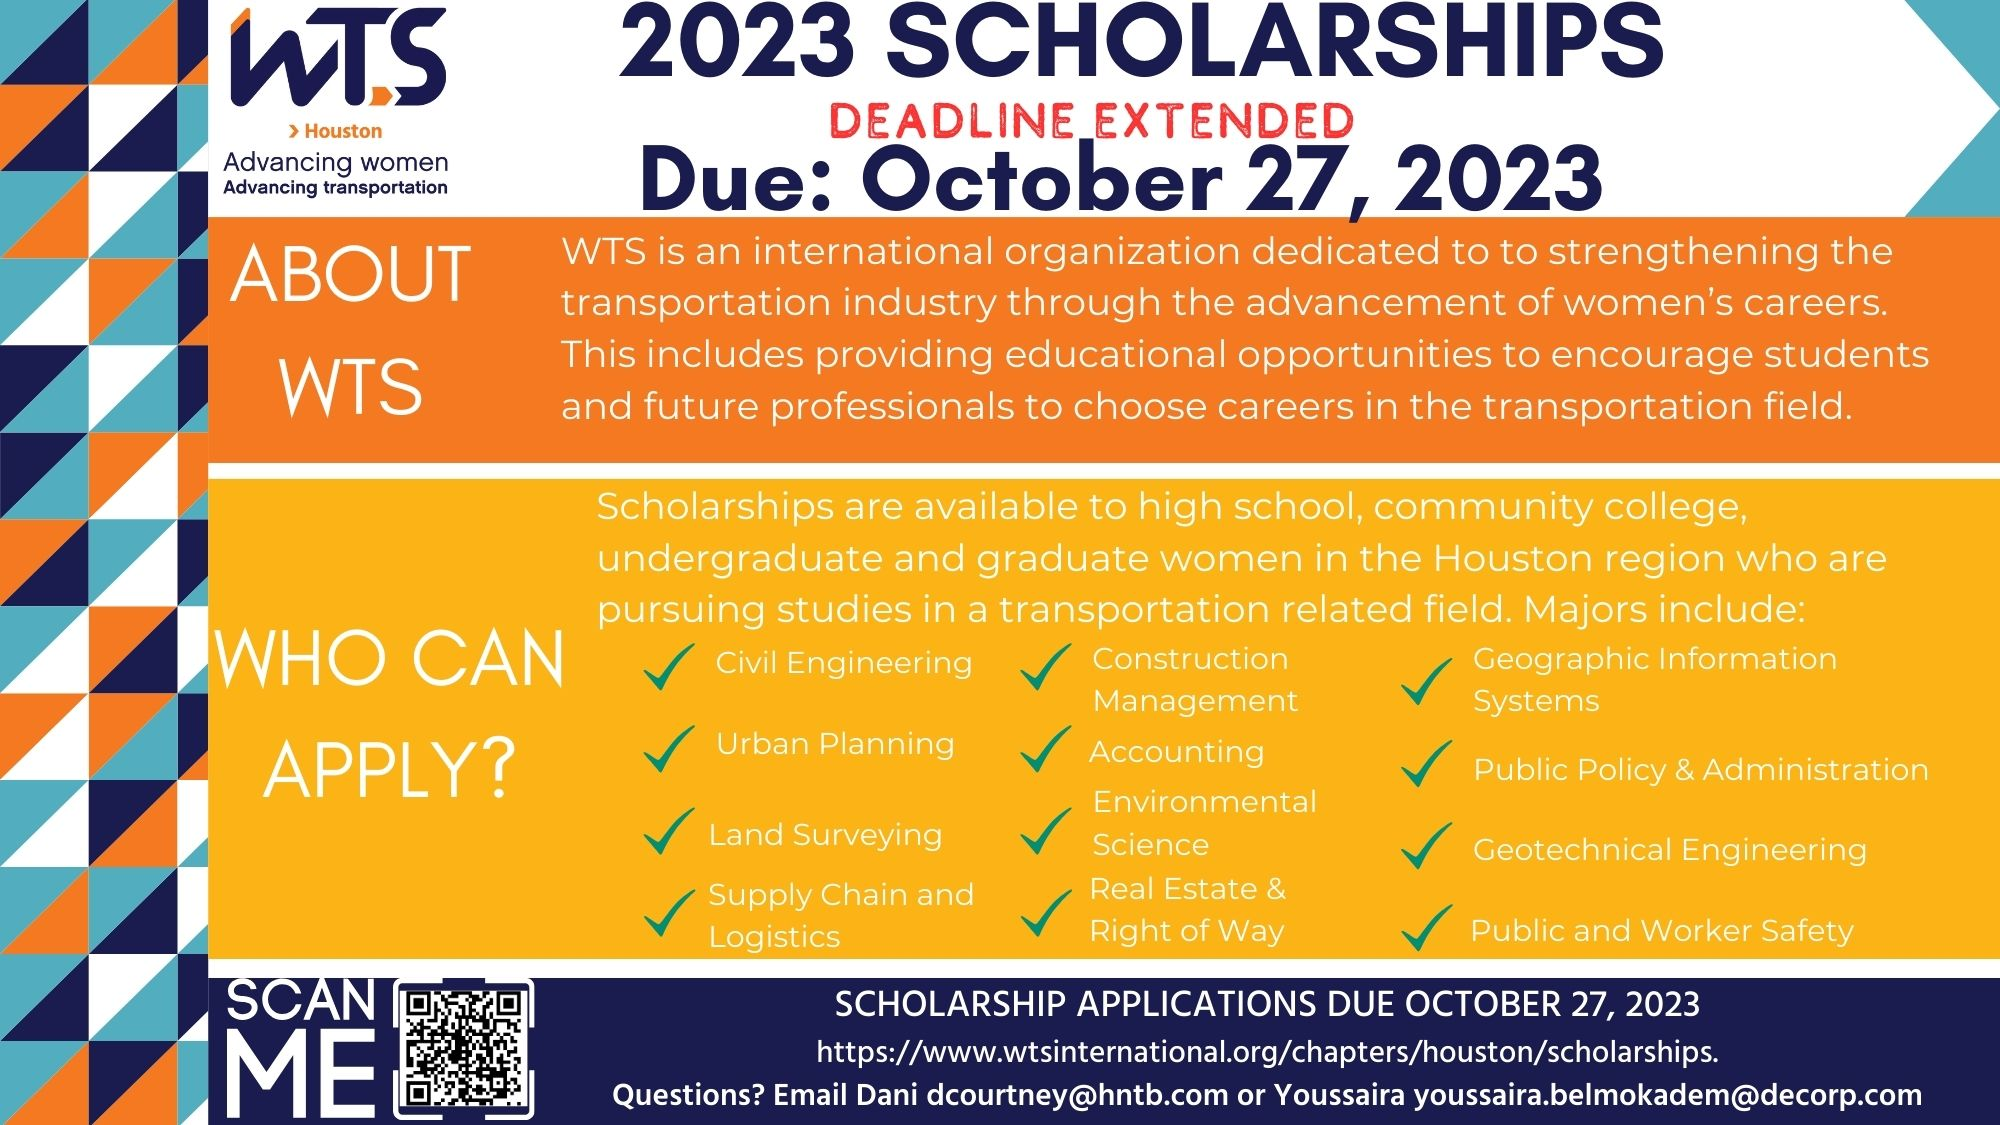 WTS
Houston
Advancing women
Advancing transportation
2023 SCHOLARSHIPS
DEADLINE EXTENDED
Due: October 27, 2023
ABOUT
WTS
WTS is an international organization dedicated to to strengthening the
transportation industry through the advancement of women’s careers.
This includes providing educational opportunities to encourage students
and future professionals to choose careers in the transportation field.
WHO CAN
APPLY?
Scholarships are available to high school, community college,
undergraduate and graduate women in the Houston region who are
pursuing studies in a transportation related field. Majors include:
Civil Engineering
Urban Planning
Land Surveying
Supply Chain and
Logistics
Construction
Management
Accounting
Environmental
Science
Real Estate &
Right of Way
Geographic Information
Systems
Public Policy & Administration
Geotechnical Engineering
Public and Worker Safety
SCAN
ME
SCHOLARSHIP APPLICATIONS DUE OCTOBER 27, 2023
https://www.wtsinternational.org/chapters/houston/scholarships.
Questions? Email Dani dcourtney@hntb.com or Youssaira youssaira.belmokadem@decorp.com